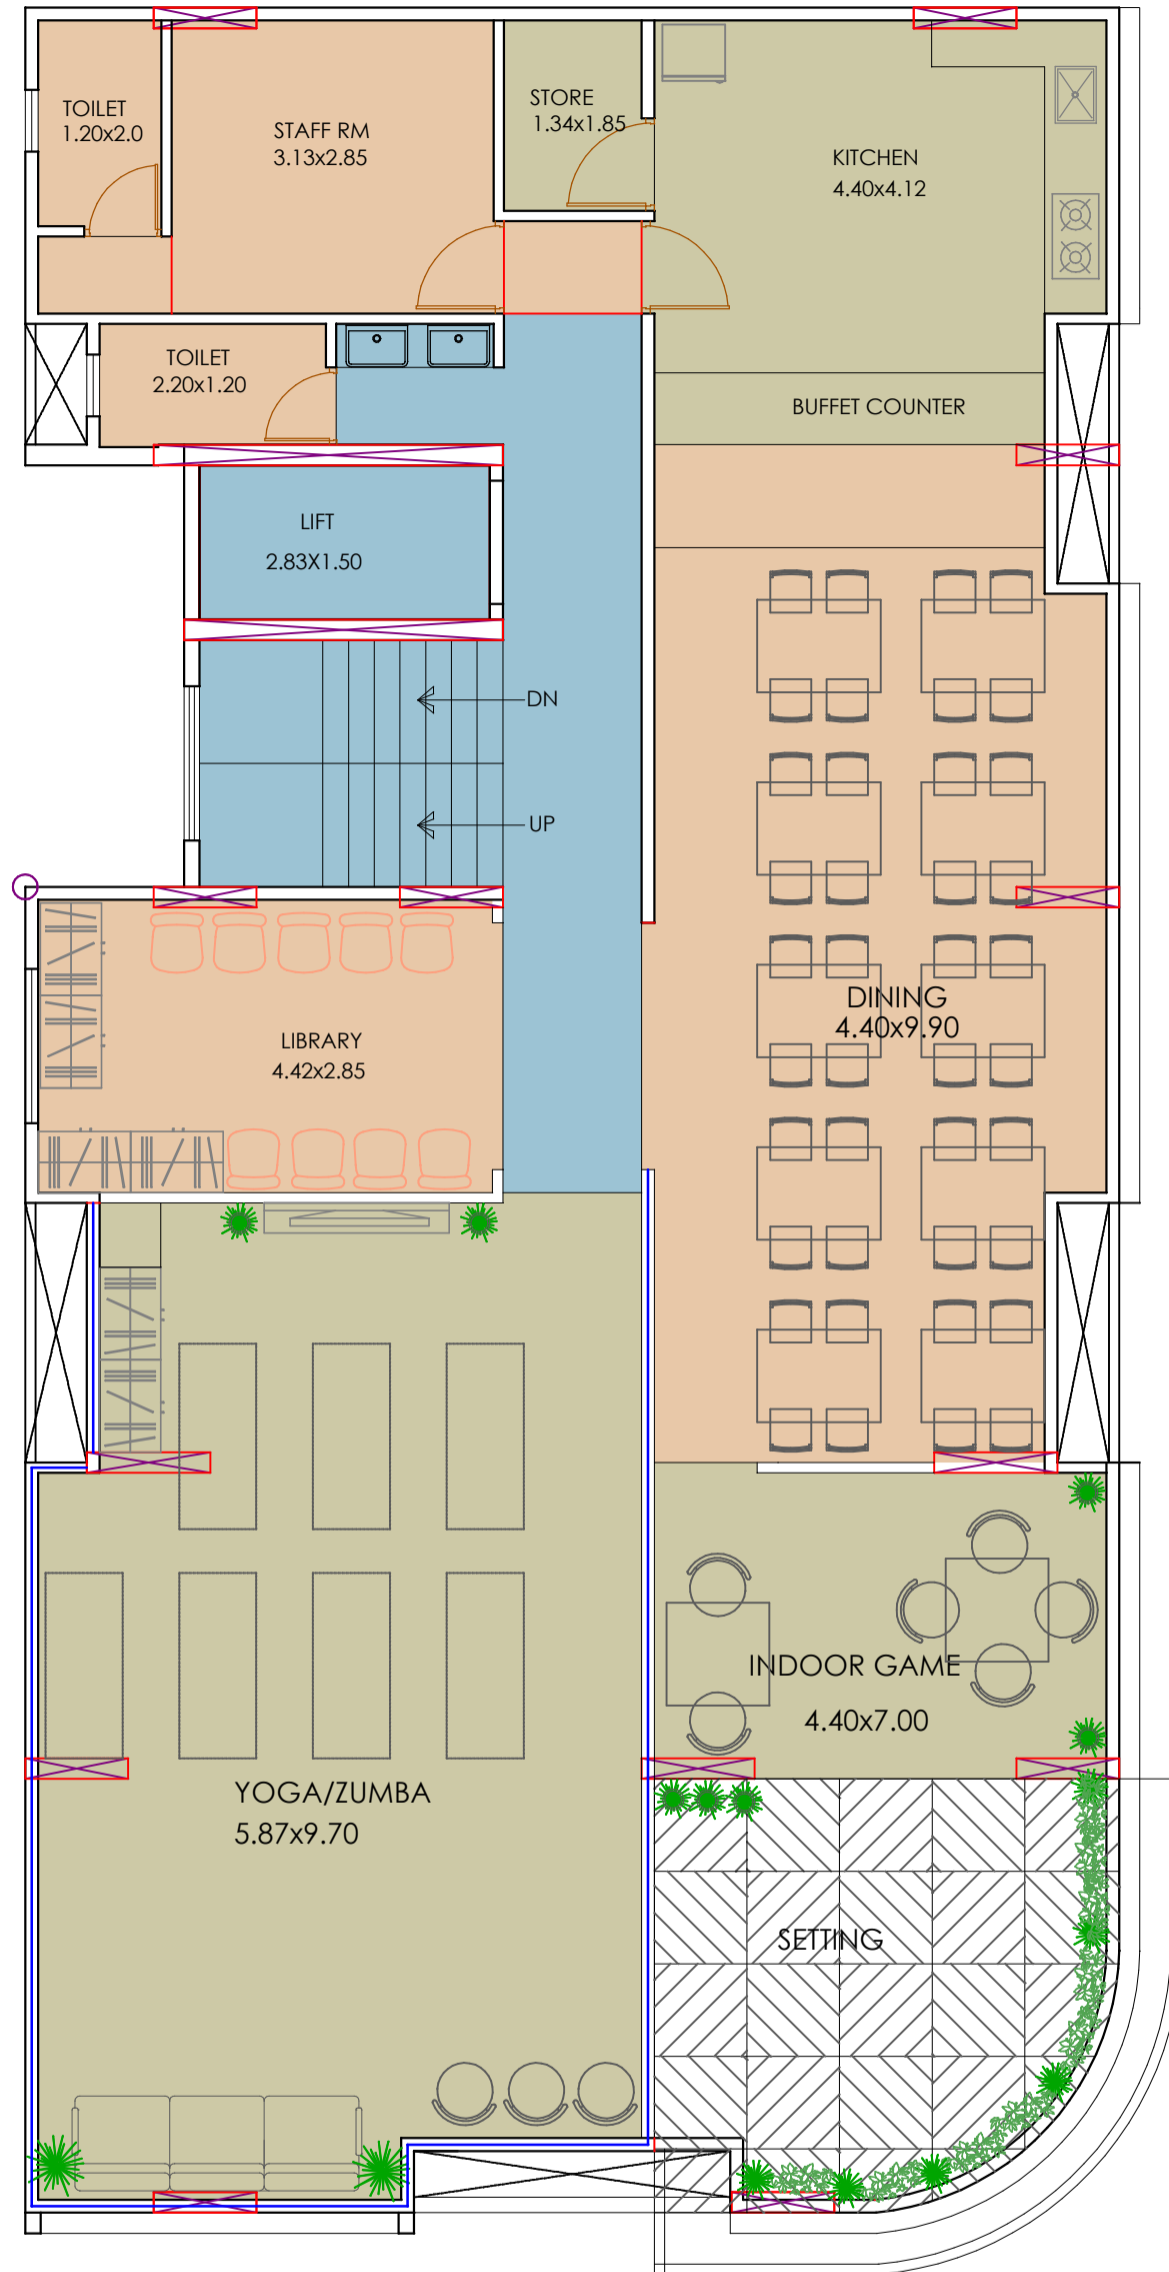 TOILET
1.20x2.0
STAFF RM
3.13x2.85
STORE
1.34x1.85
KITCHEN
4.40x4.12
TOILET
2.20x1.20
BUFFET COUNTER
LIFT
2.83X1.50
DN
UP
LIBRARY
4.42x2.85
DINING
4.40x9.90
INDOOR GAME
4.40x7.00
YOGA/ZUMBA
5.87x9.70
SETTING